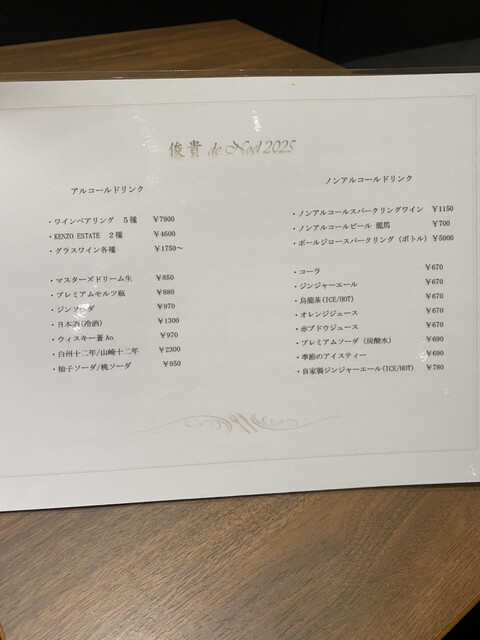 俊貴 de Noel 2025
アルコールドリンク
・ワインペアリング 5種 ¥7900
・KENZO ESTATE 2種 ¥4600
・グラスワイン各種 ¥1750～
・マスターズドリーム生 ¥850
・プレミアムモルツ瓶 ¥880
・ジンソーダ ¥970
・日本酒(冷酒) ¥1300
・ウィスキー蒼Ao ¥970
・白州十二年/山崎十二年 ¥2300
・柚子ソーダ/桃ソーダ ¥950
ノンアルコールドリンク
・ノンアルコールスパークリングワイン ¥1150
・ノンアルコールビール 龍馬 ¥700
・ポールジロースパークリング (ボトル) ¥5000
・コーラ ¥670
・ジンジャーエール ¥670
・烏龍茶(ICE/HOT) ¥670
・オレンジジュース ¥670
・赤ブドウジュース ¥670
・プレミアムソーダ (炭酸水) ¥690
・季節のアイスティー ¥690
・自家製ジンジャーエール(ICE/HOT) ¥780